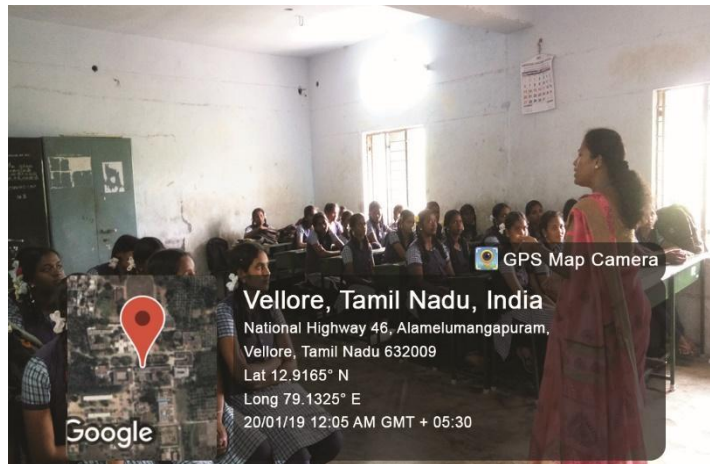 GPS Map Camera
Vellore, Tamil Nadu, India
National Highway 46, Alamelumangapuram,
Vellore, Tamil Nadu 632009
Lat 12.9165° N
Long 79.1325° E
20/01/19 12:05 AM GMT + 05:30
Google